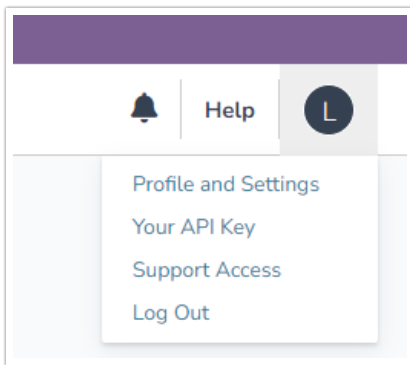 Help
L
Profile and Settings
Your API Key
Support Access
Log Out